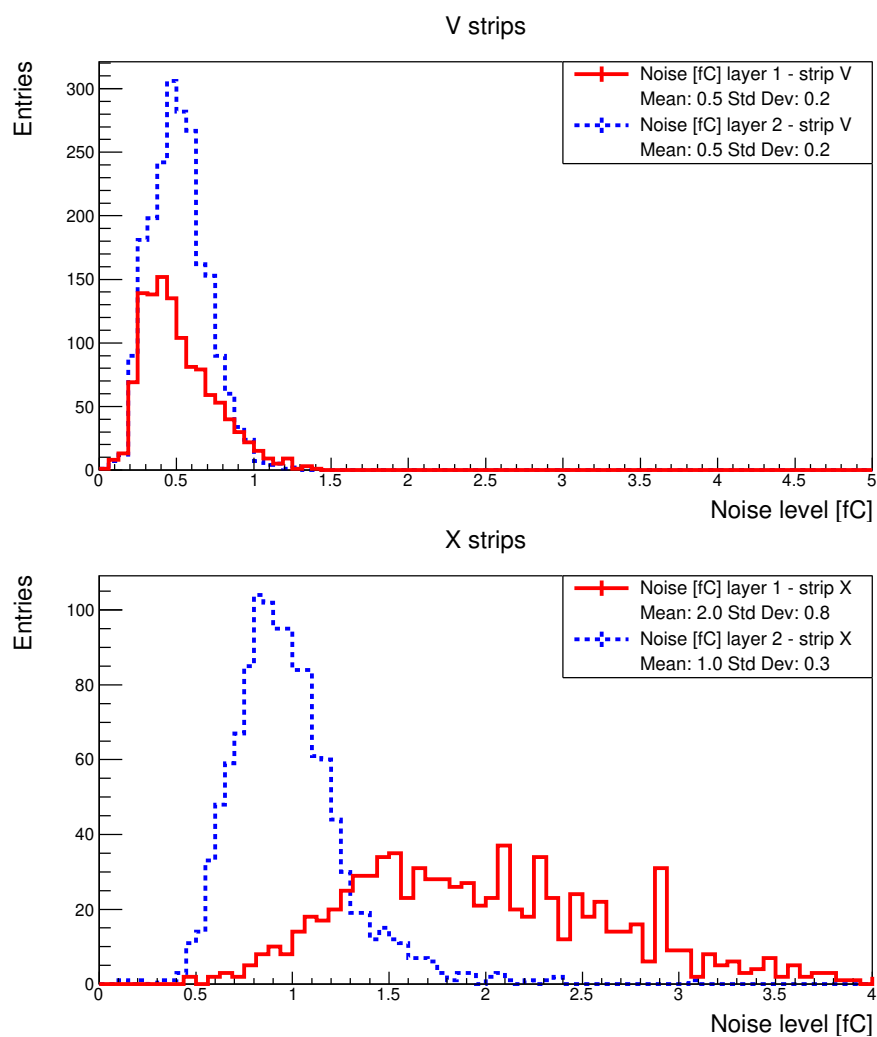 V strips
Entries
Noise [fC] layer 1 - strip V
Mean: 0.5 Std Dev: 0.2
Noise [fC] layer 2 - strip V
Mean: 0.5 Std Dev: 0.2
300
250
200
150
100
50
0
0 0.5 1 1.5 2 2.5 3 3.5 4 4.5 5
Noise level [fC]
X strips
Entries
Noise [fC] layer 1 - strip X
Mean: 2.0 Std Dev: 0.8
Noise [fC] layer 2 - strip X
Mean: 1.0 Std Dev: 0.3
100
80
60
40
20
0
0 0.5 1 1.5 2 2.5 3 3.5 4
Noise level [fC]